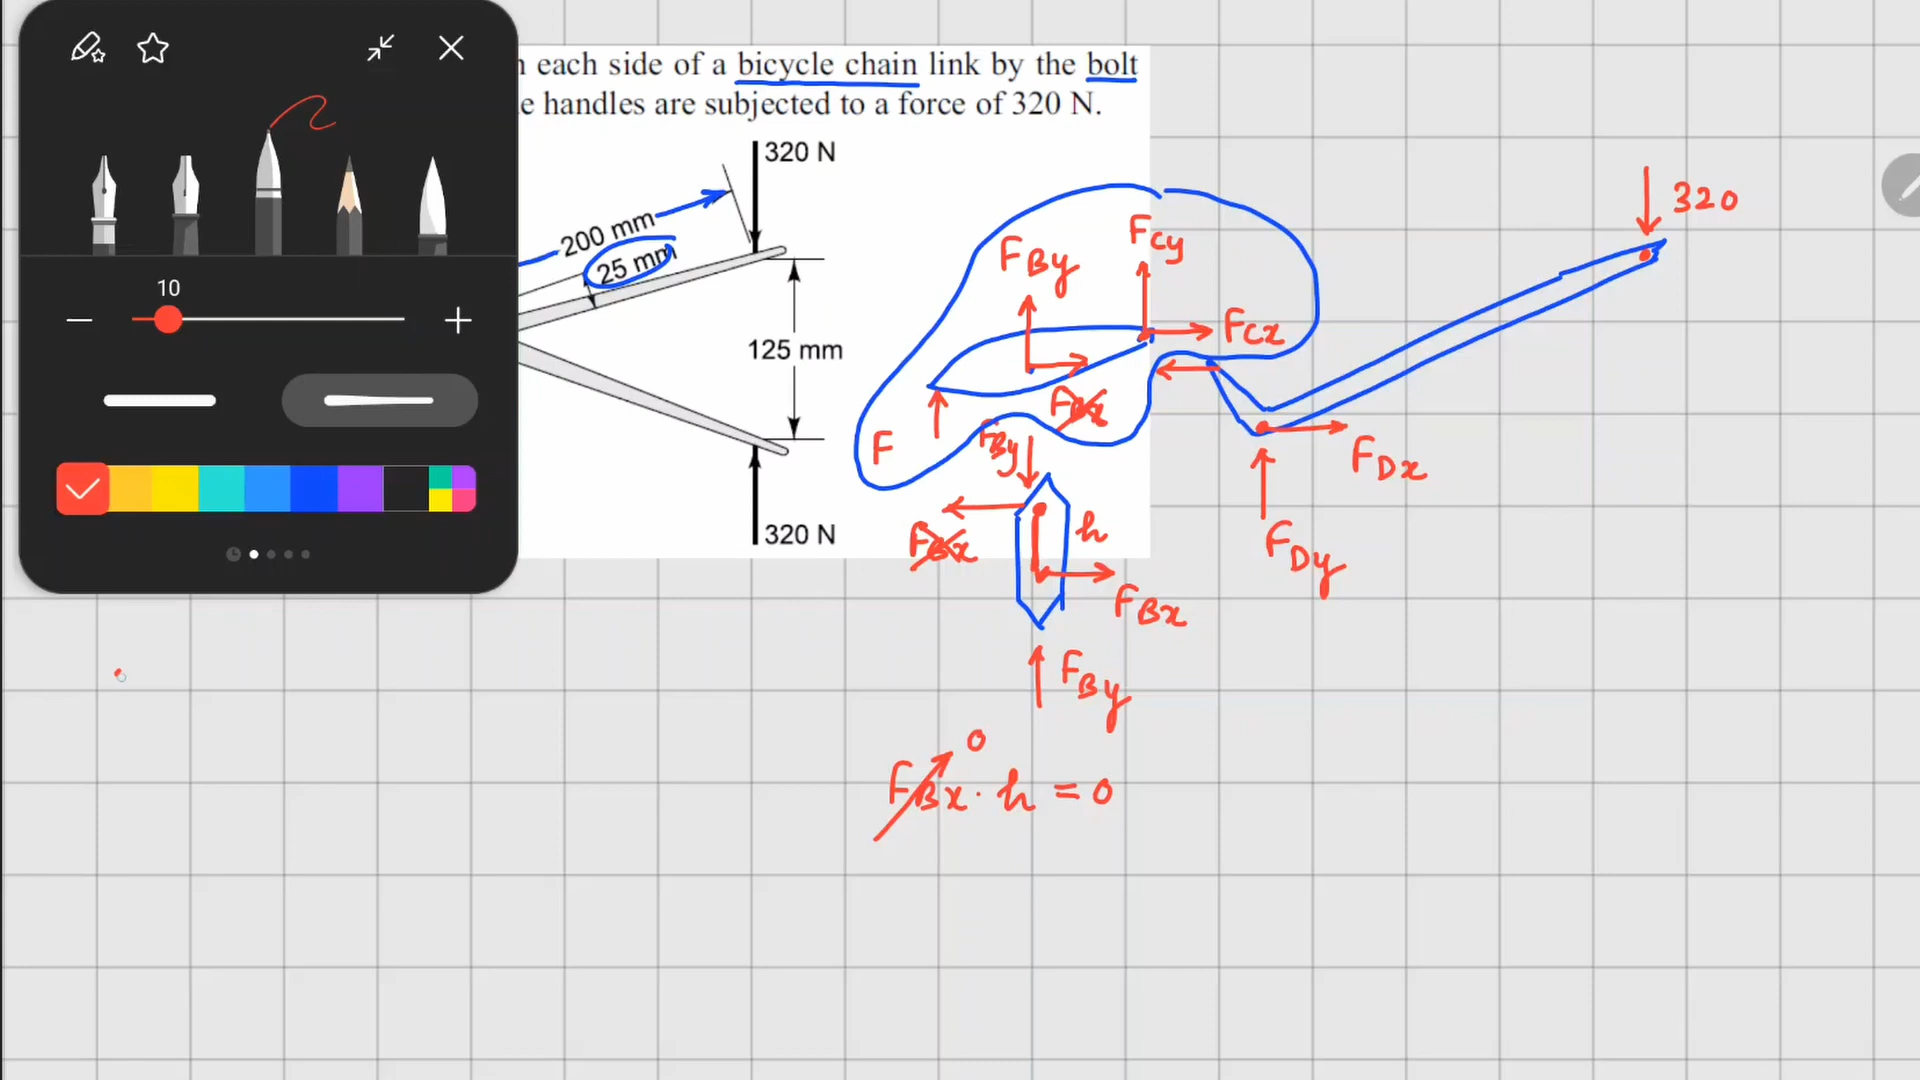 each side of a bicycle chain link by the bolt
e handles are subjected to a force of 320 N.
10
320 N
200 mm
25 mm
125 mm
320 N
FBy
FCy
FCx
FBx
F
FBy
FBx
h
FBx
FBy
320
FDx
FDy
0
FBx · h = 0